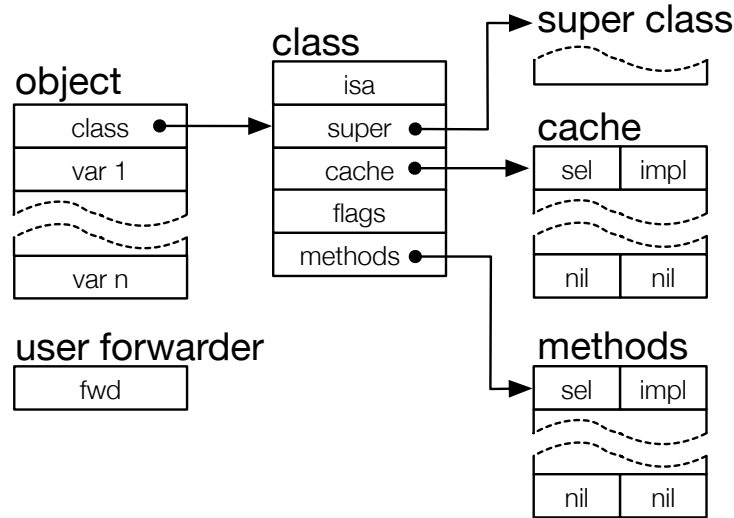 object
class
var 1
var n
user forwarder
fwd
class
isa
super
cache
flags
methods
super class
cache
sel impl
nil nil
methods
sel impl
nil nil